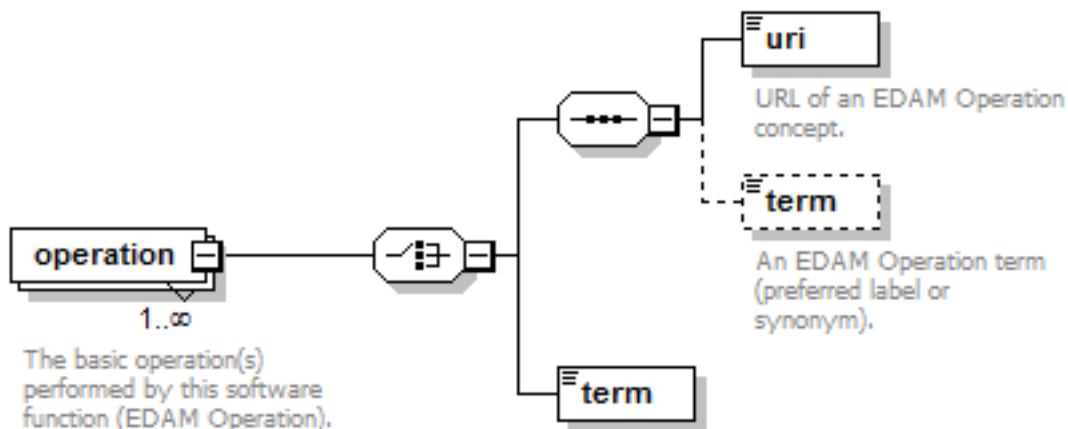 uri
URL of an EDAM Operation
concept.
term
An EDAM Operation term
(preferred label or
synonym).
operation
1..∞
The basic operation(s)
performed by this software
function (EDAM Operation).
term